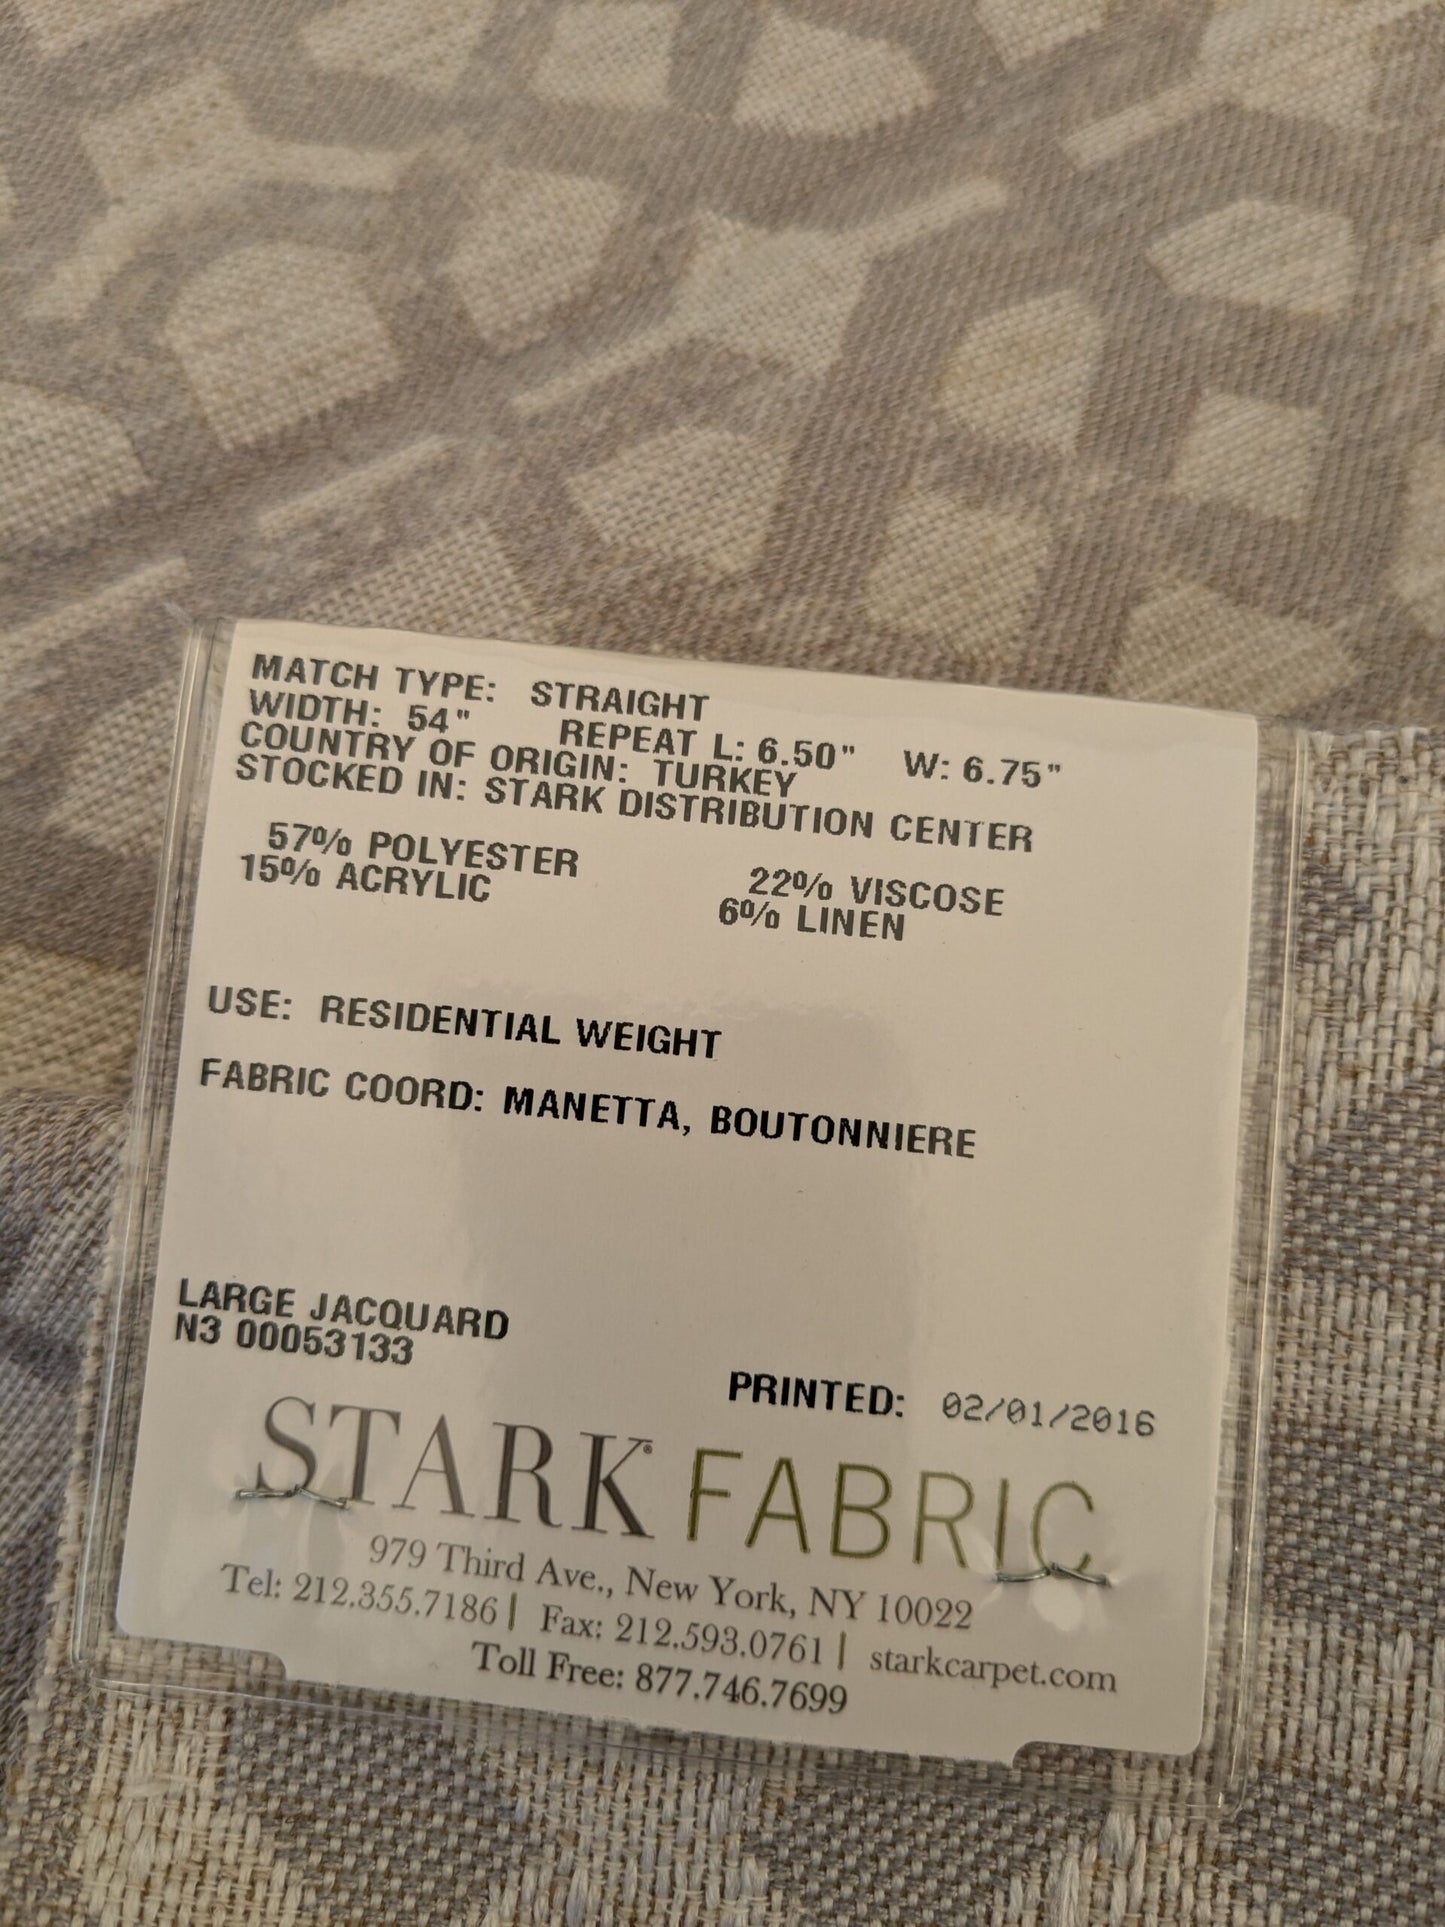 MATCH TYPE: STRAIGHT
WIDTH: 54" REPEAT L: 6.50" W: 6.75"
COUNTRY OF ORIGIN: TURKEY
STOCKED IN: STARK DISTRIBUTION CENTER
57% POLYESTER 22% VISCOSE
15% ACRYLIC 6% LINEN
USE: RESIDENTIAL WEIGHT
FABRIC COORD: MANETTA, BOUTONNIERE
LARGE JACQUARD
N3 00053133
PRINTED: 02/01/2016
STARK® FABRIC
979 Third Ave., New York, NY 10022
Tel: 212.355.7186 | Fax: 212.593.0761 | starkcarpet.com
Toll Free: 877.746.7699